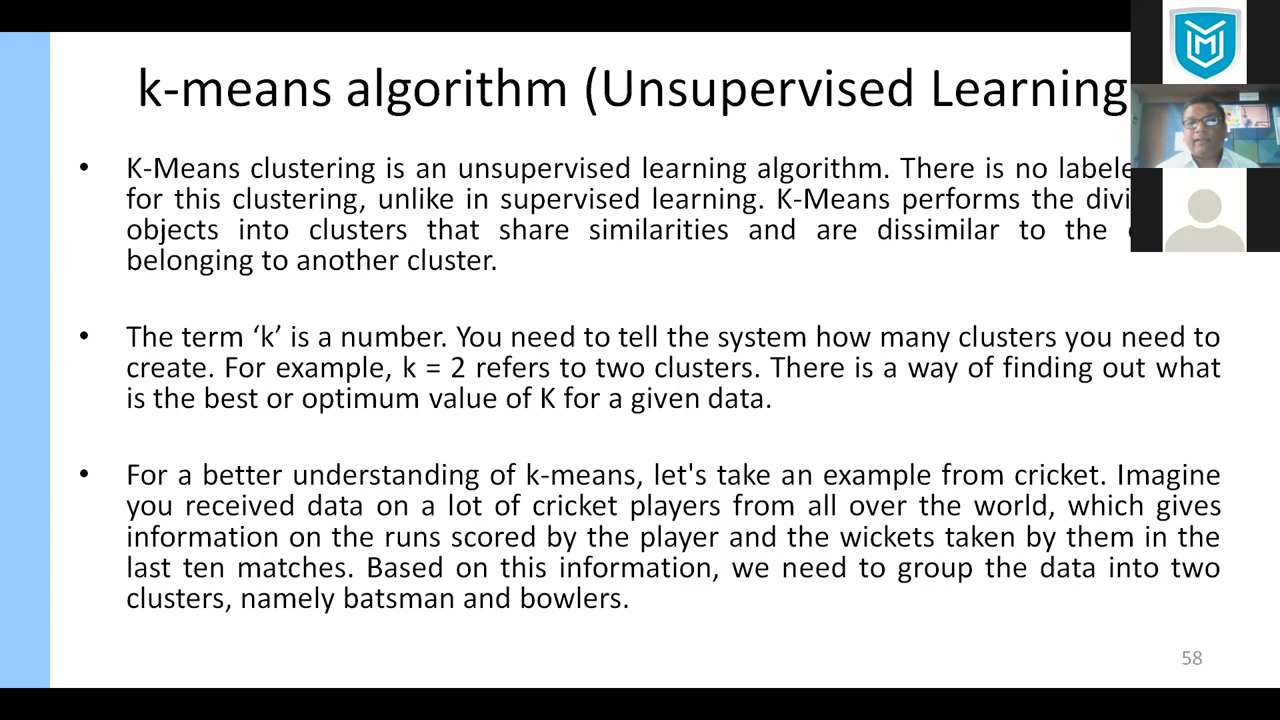 k-means algorithm (Unsupervised Learning
• K-Means clustering is an unsupervised learning algorithm. There is no
for this clustering, unlike in supervised learning. K-Means performs the
objects into clusters that share similarities and are dissimilar to the
belonging to another cluster.
• The term ‘k’ is a number. You need to tell the system how many clusters you need to
create. For example, k = 2 refers to two clusters. There is a way of finding out what
is the best or optimum value of K for a given data.
• For a better understanding of k-means, let's take an example from cricket. Imagine
you received data on a lot of cricket players from all over the world, which gives
information on the runs scored by the player and the wickets taken by them in the
last ten matches. Based on this information, we need to group the data into two
clusters, namely batsman and bowlers.
58